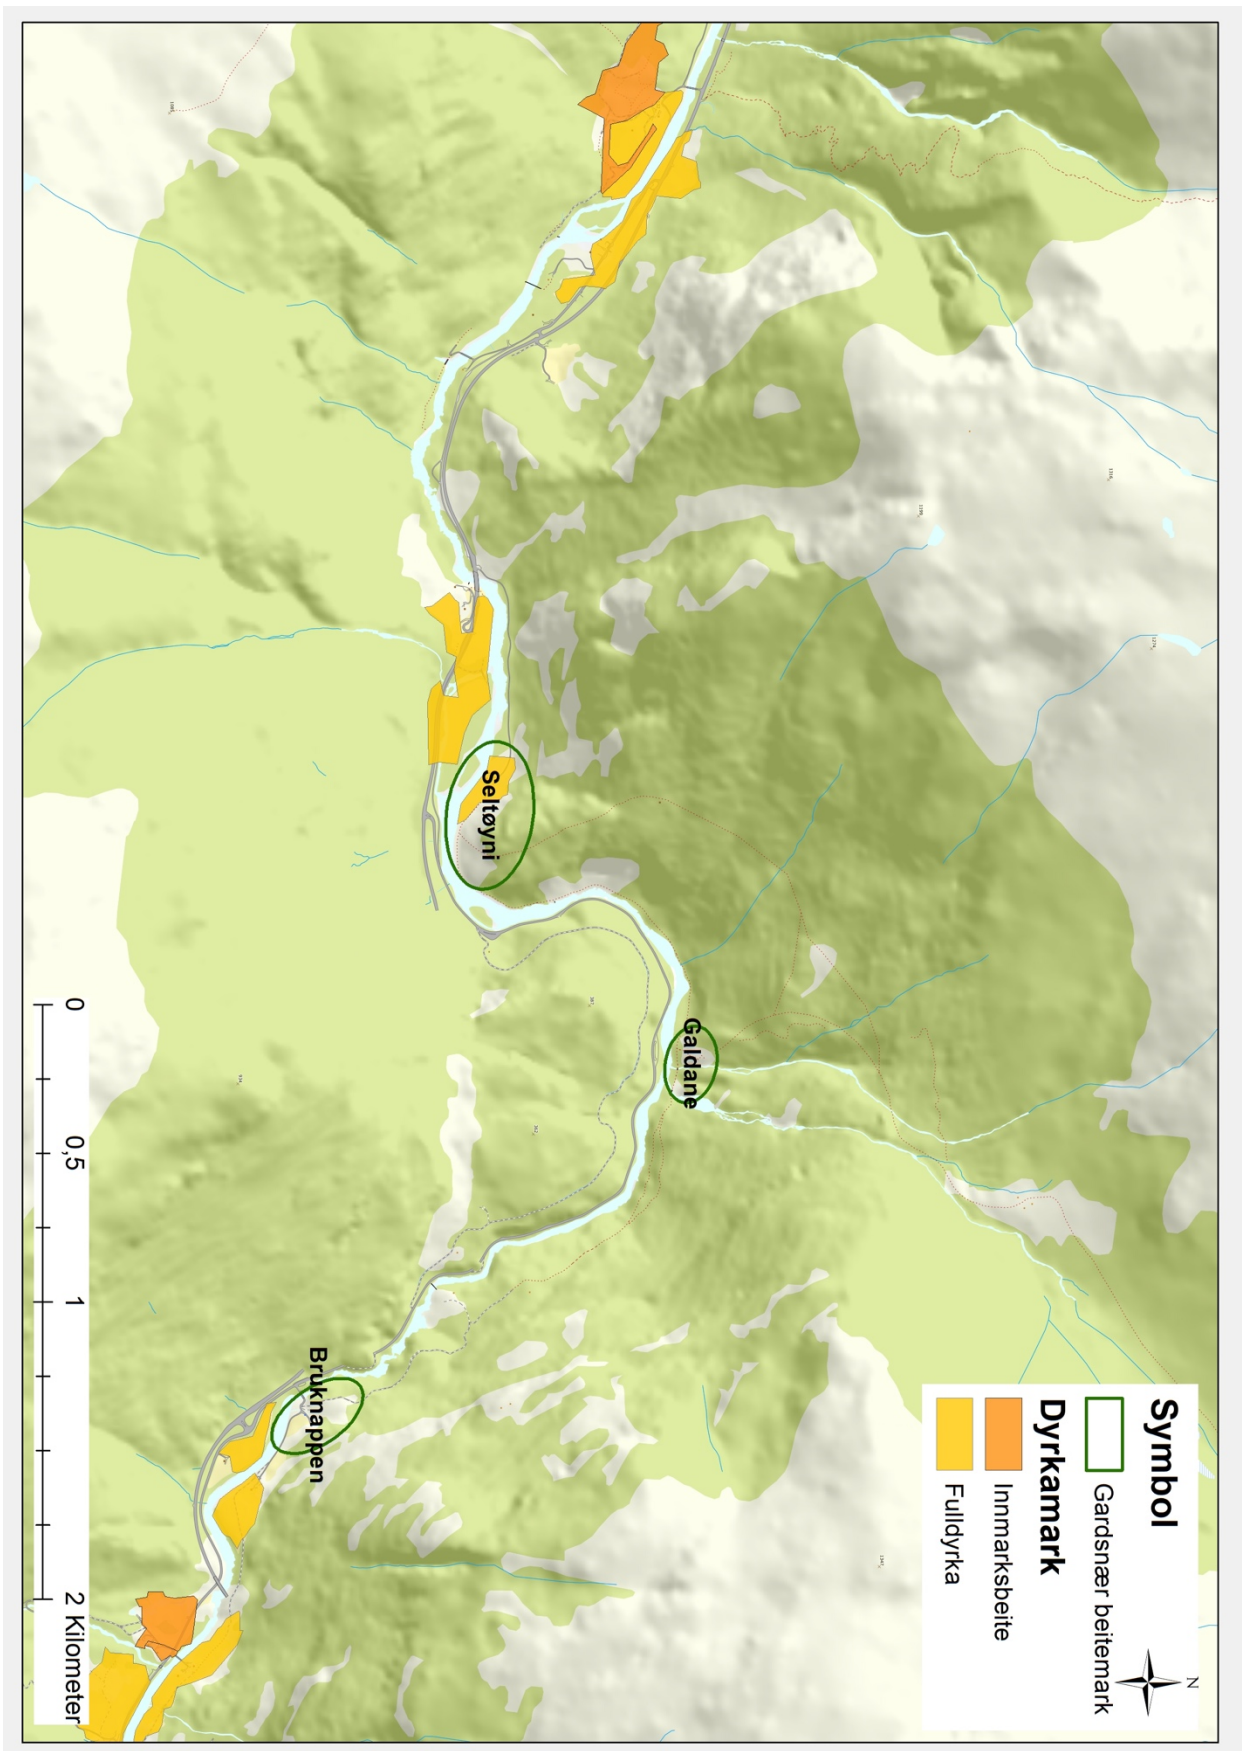 Symbol
Gardsnær beitemark
Dyrkamark
Innmarksbeite
Fulldyrka
N
Seltøyni
Galdane
Bruknappen
0 0,5 1 2 Kilometer